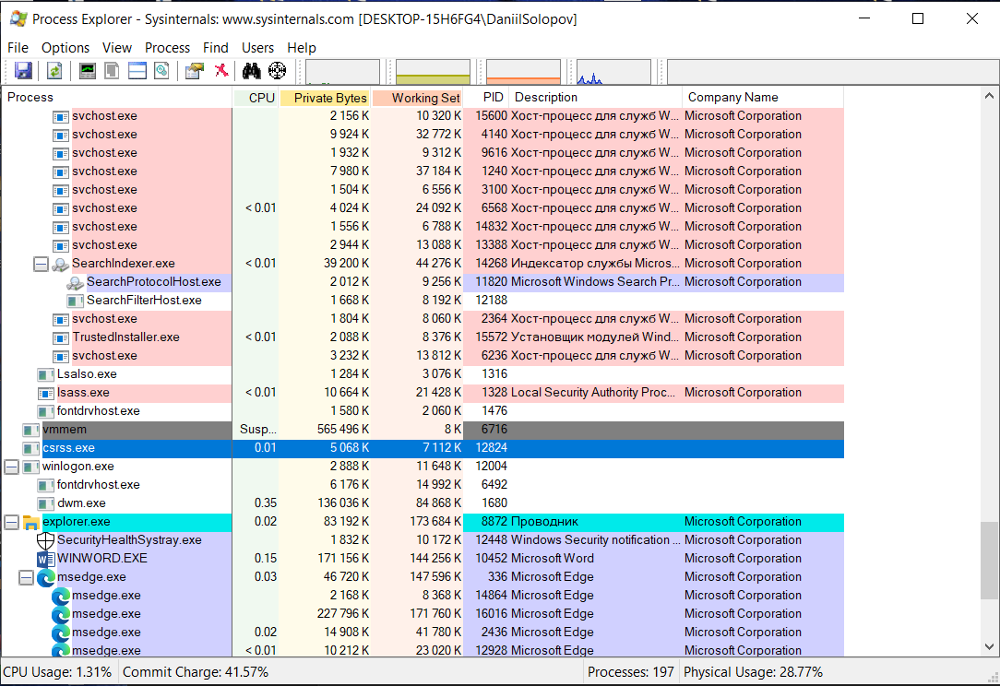 Process Explorer - Sysinternals: www.sysinternals.com [DESKTOP-15H6FG4\DaniilSolopov]
File Options View Process Find Users Help
Process CPU Private Bytes Working Set PID Description Company Name
svchost.exe 2 156 K 10 320 K 15600 Хост-процесс для служб W... Microsoft Corporation
svchost.exe 9 924 K 32 772 K 4140 Хост-процесс для служб W... Microsoft Corporation
svchost.exe 1 932 K 9 312 K 9616 Хост-процесс для служб W... Microsoft Corporation
svchost.exe 7 980 K 37 184 K 1240 Хост-процесс для служб W... Microsoft Corporation
svchost.exe 1 504 K 6 556 K 3100 Хост-процесс для служб W... Microsoft Corporation
svchost.exe < 0.01 4 024 K 24 092 K 6568 Хост-процесс для служб W... Microsoft Corporation
svchost.exe 1 556 K 6 788 K 14832 Хост-процесс для служб W... Microsoft Corporation
svchost.exe 2 944 K 13 088 K 13388 Хост-процесс для служб W... Microsoft Corporation
SearchIndexer.exe < 0.01 39 200 K 44 276 K 14268 Индексатор службы Micros... Microsoft Corporation
SearchProtocolHost.exe 2 012 K 9 256 K 11820 Microsoft Windows Search Pr... Microsoft Corporation
SearchFilterHost.exe 1 668 K 8 192 K 12188
svchost.exe 1 804 K 8 060 K 2364 Хост-процесс для служб W... Microsoft Corporation
TrustedInstaller.exe < 0.01 2 088 K 8 376 K 15572 Установщик модулей Wind... Microsoft Corporation
svchost.exe 3 232 K 13 812 K 6236 Хост-процесс для служб W... Microsoft Corporation
LsaIso.exe 1 284 K 3 076 K 1316
lsass.exe < 0.01 10 664 K 21 428 K 1328 Local Security Authority Proc... Microsoft Corporation
fontdrvhost.exe 1 580 K 2 060 K 1476
vmmem Susp... 565 496 K 8 K 6716
csrss.exe 0.01 5 068 K 7 112 K 12824
winlogon.exe 2 888 K 11 648 K 12004
fontdrvhost.exe 6 176 K 14 992 K 6492
dwm.exe 0.35 136 036 K 84 868 K 1680
explorer.exe 0.02 83 192 K 173 684 K 8872 Проводник Microsoft Corporation
SecurityHealthSystray.exe 1 832 K 10 172 K 12448 Windows Security notification ... Microsoft Corporation
WINWORD.EXE 0.15 171 156 K 144 256 K 10452 Microsoft Word Microsoft Corporation
msedge.exe 0.03 46 720 K 147 596 K 336 Microsoft Edge Microsoft Corporation
msedge.exe 2 168 K 8 368 K 14864 Microsoft Edge Microsoft Corporation
msedge.exe 227 796 K 171 760 K 16016 Microsoft Edge Microsoft Corporation
msedge.exe 0.02 14 908 K 41 780 K 2436 Microsoft Edge Microsoft Corporation
msedge.exe < 0.01 10 212 K 23 020 K 12928 Microsoft Edge Microsoft Corporation
CPU Usage: 1.31% Commit Charge: 41.57% Processes: 197 Physical Usage: 28.77%